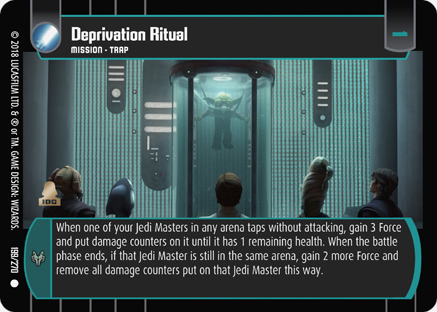 Deprivation Ritual
MISSION - TRAP
© 2018 LUCASFILM LTD. & ® or TM. GAME DESIGN: WIZARDS.
IDO
When one of your Jedi Masters in any arena taps without attacking, gain 3 Force
and put damage counters on it until it has 1 remaining health. When the battle
phase ends, if that Jedi Master is still in the same arena, gain 2 more Force and
remove all damage counters put on that Jedi Master this way.